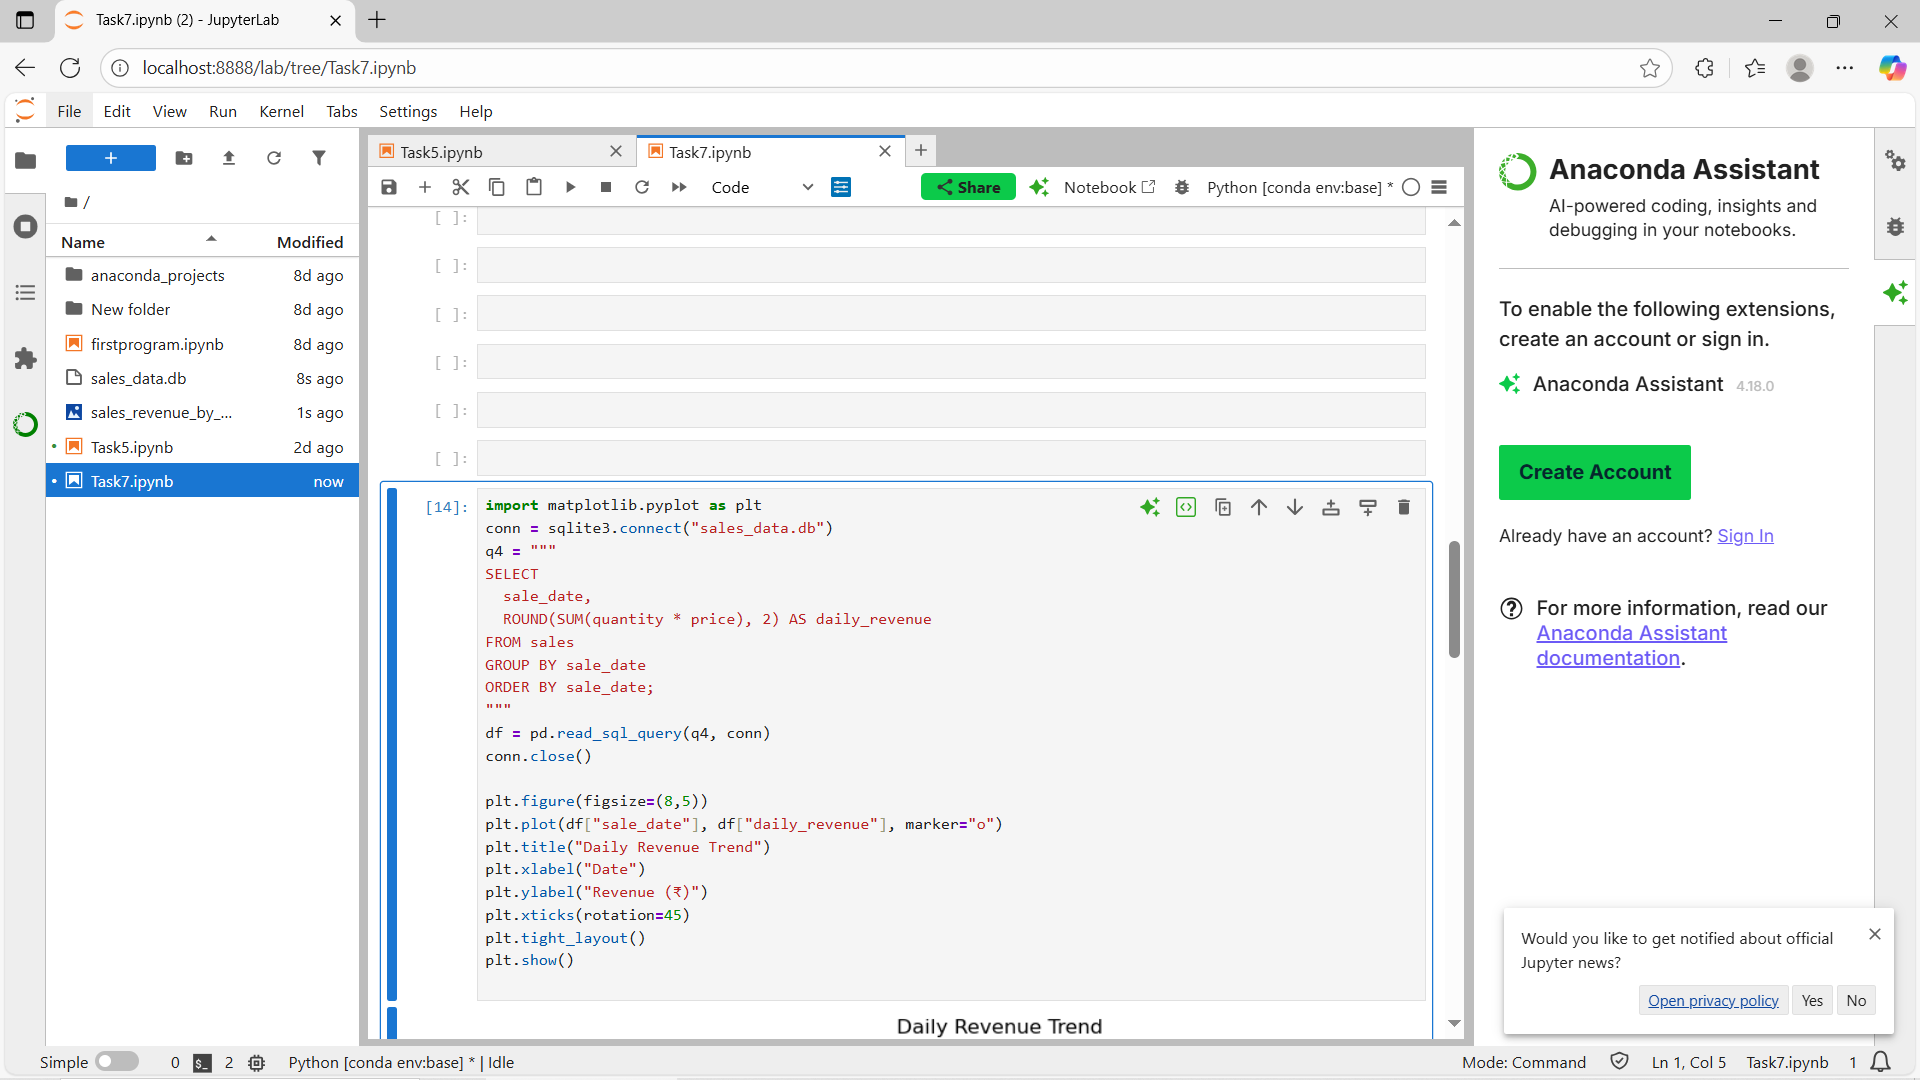 Task7.ipynb (2) - JupyterLab
localhost:8888/lab/tree/Task7.ipynb
File Edit View Run Kernel Tabs Settings Help
+
/
Name Modified
anaconda_projects 8d ago
New folder 8d ago
firstprogram.ipynb 8d ago
sales_data.db 8s ago
sales_revenue_by_... 1s ago
Task5.ipynb 2d ago
Task7.ipynb now
Task5.ipynb Task7.ipynb
Code Share Notebook Python [conda env:base] *
[ ]:
[ ]:
[ ]:
[ ]:
[ ]:
[ ]:
[14]: import matplotlib.pyplot as plt
conn = sqlite3.connect("sales_data.db")
q4 = """
SELECT
sale_date,
ROUND(SUM(quantity * price), 2) AS daily_revenue
FROM sales
GROUP BY sale_date
ORDER BY sale_date;
"""
df = pd.read_sql_query(q4, conn)
conn.close()
plt.figure(figsize=(8,5))
plt.plot(df["sale_date"], df["daily_revenue"], marker="o")
plt.title("Daily Revenue Trend")
plt.xlabel("Date")
plt.ylabel("Revenue (₹)")
plt.xticks(rotation=45)
plt.tight_layout()
plt.show()
Daily Revenue Trend
Anaconda Assistant
AI-powered coding, insights and
debugging in your notebooks.
To enable the following extensions,
create an account or sign in.
Anaconda Assistant 4.18.0
Create Account
Already have an account? Sign In
For more information, read our
Anaconda Assistant
documentation.
Would you like to get notified about official
Jupyter news?
Open privacy policy Yes No
Simple 0 2 Python [conda env:base] * | Idle Mode: Command Ln 1, Col 5 Task7.ipynb 1